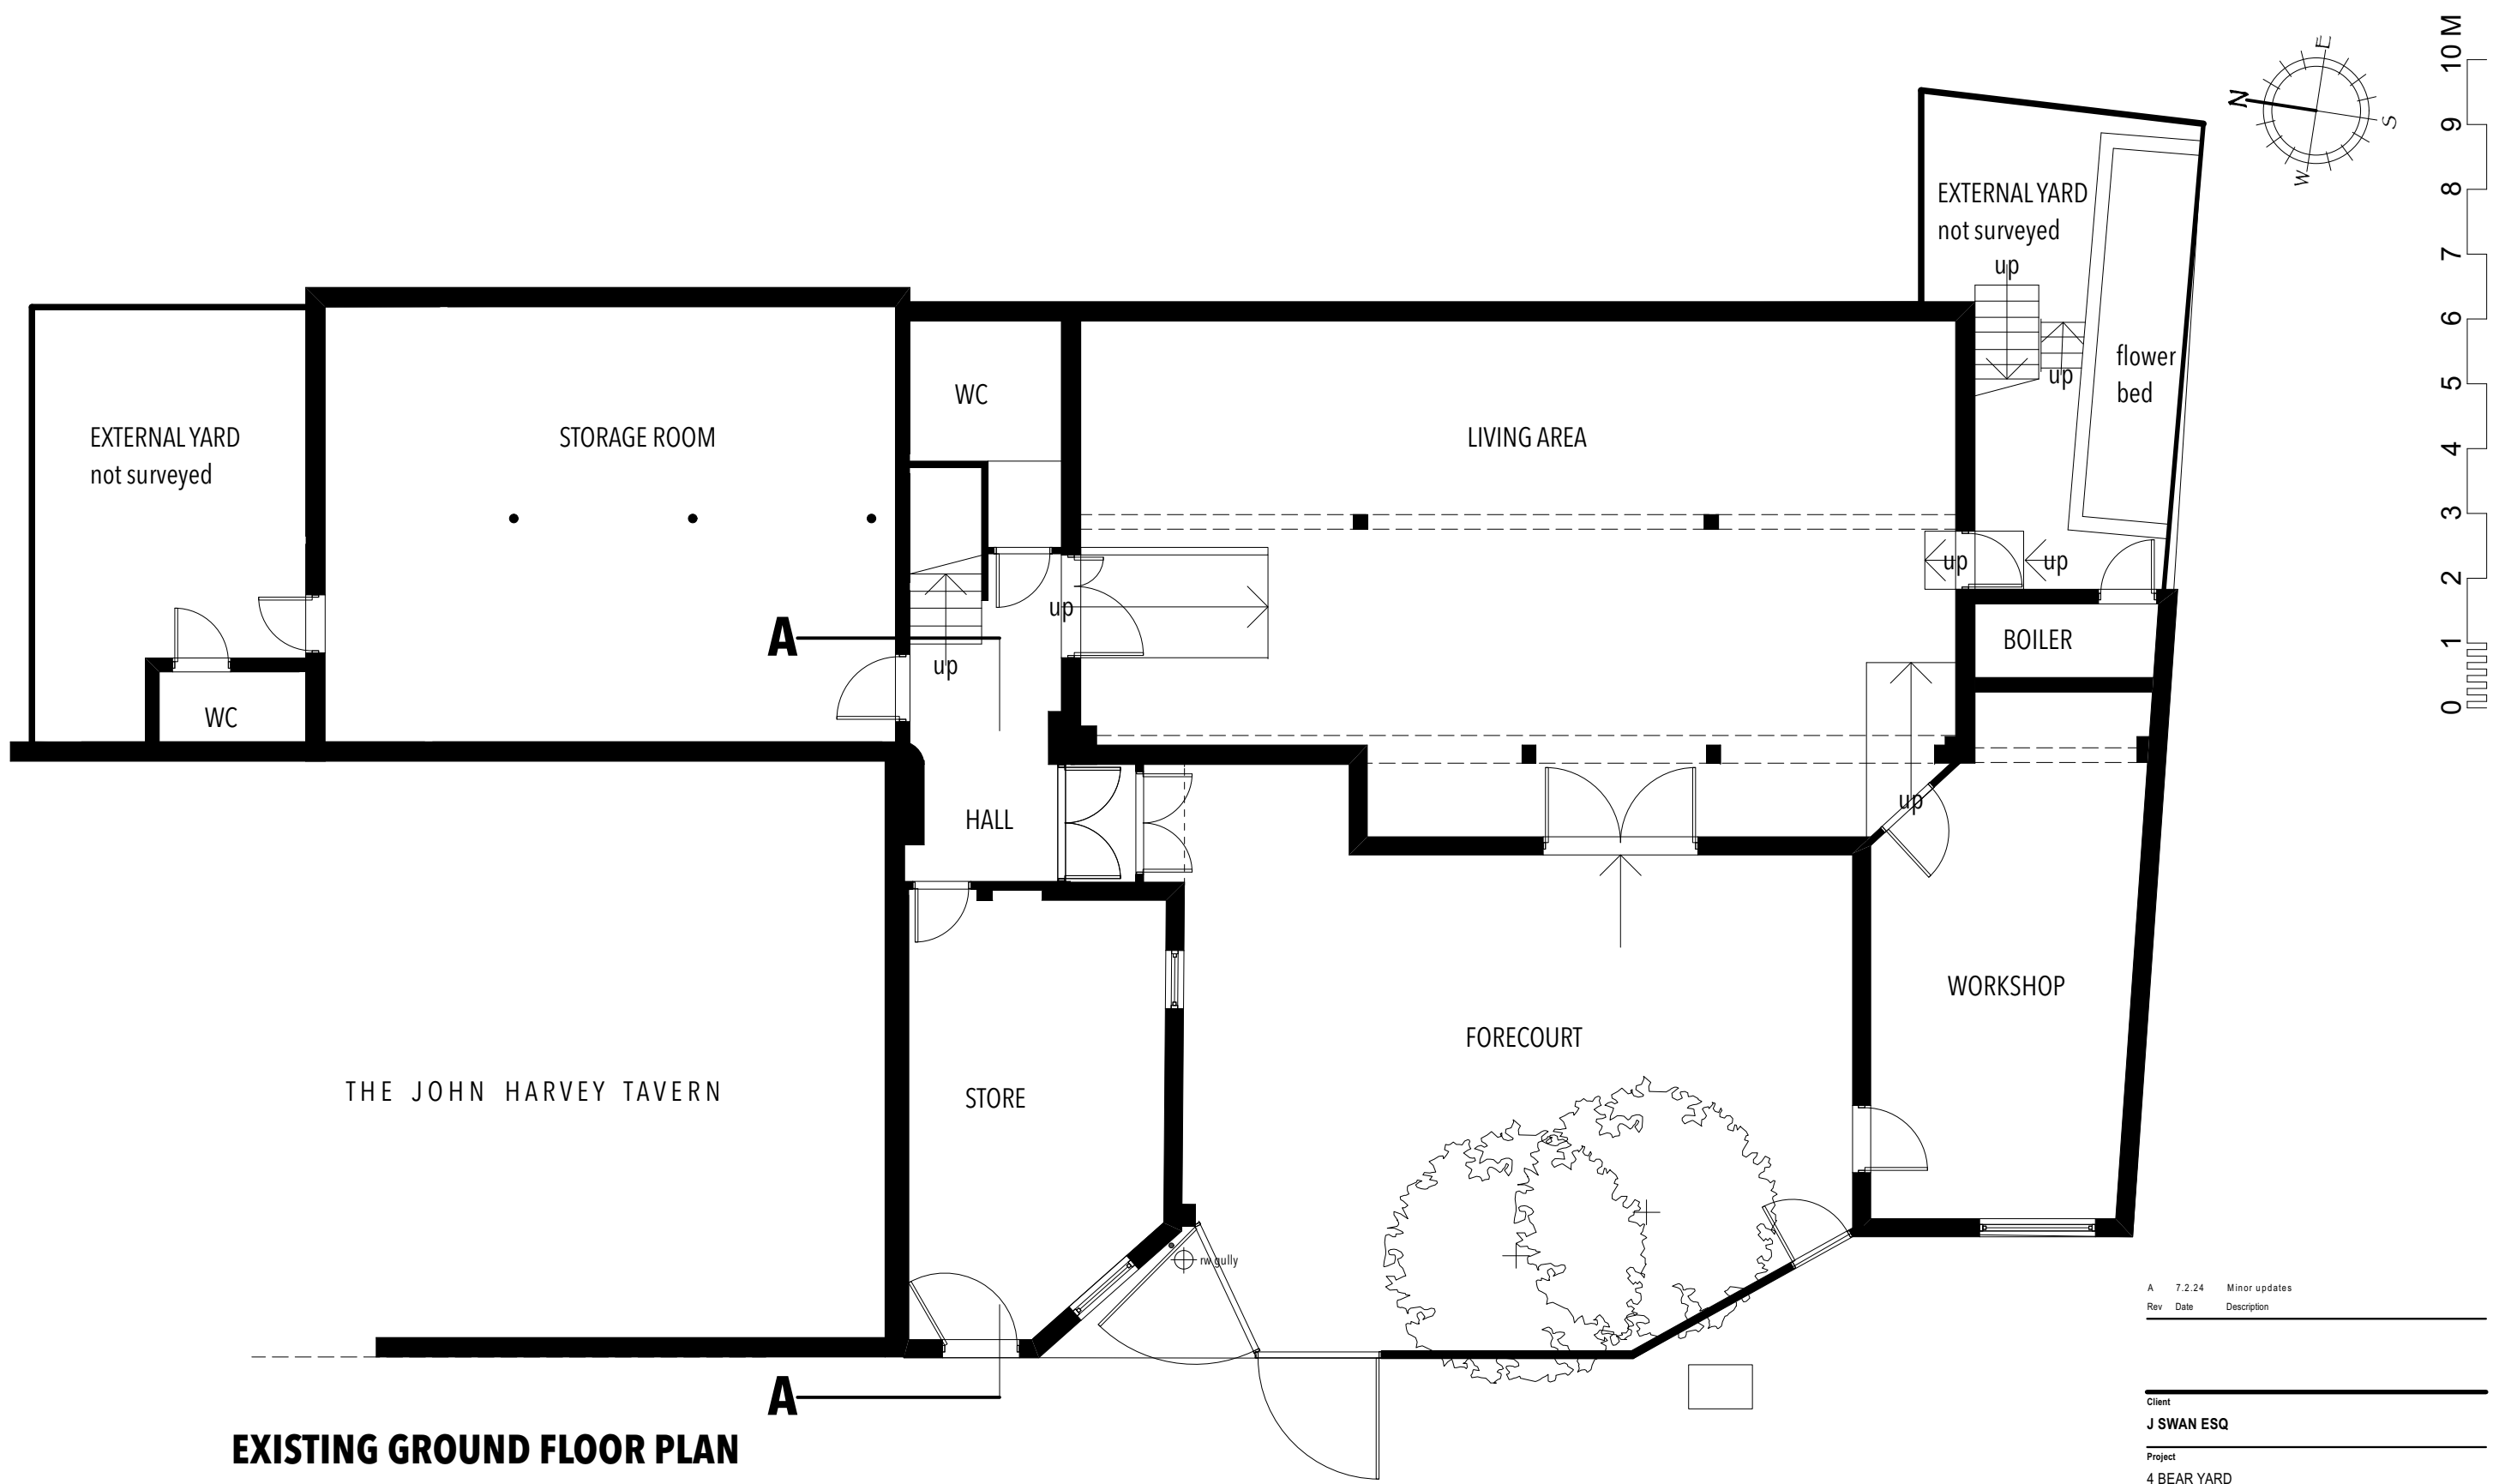 E
N
S
W
10 M
9
8
7
6
5
4
3
2
1
0
EXTERNAL YARD
not surveyed
up
up
flower
bed
EXTERNAL YARD
not surveyed
STORAGE ROOM
WC
LIVING AREA
up
up
up
A
up
BOILER
WC
HALL
up
WORKSHOP
FORECOURT
THE JOHN HARVEY TAVERN
STORE
rw gully
A
EXISTING GROUND FLOOR PLAN
A 7.2.24 Minor updates
Rev Date Description
Client
J SWAN ESQ
Project
4 BEAR YARD